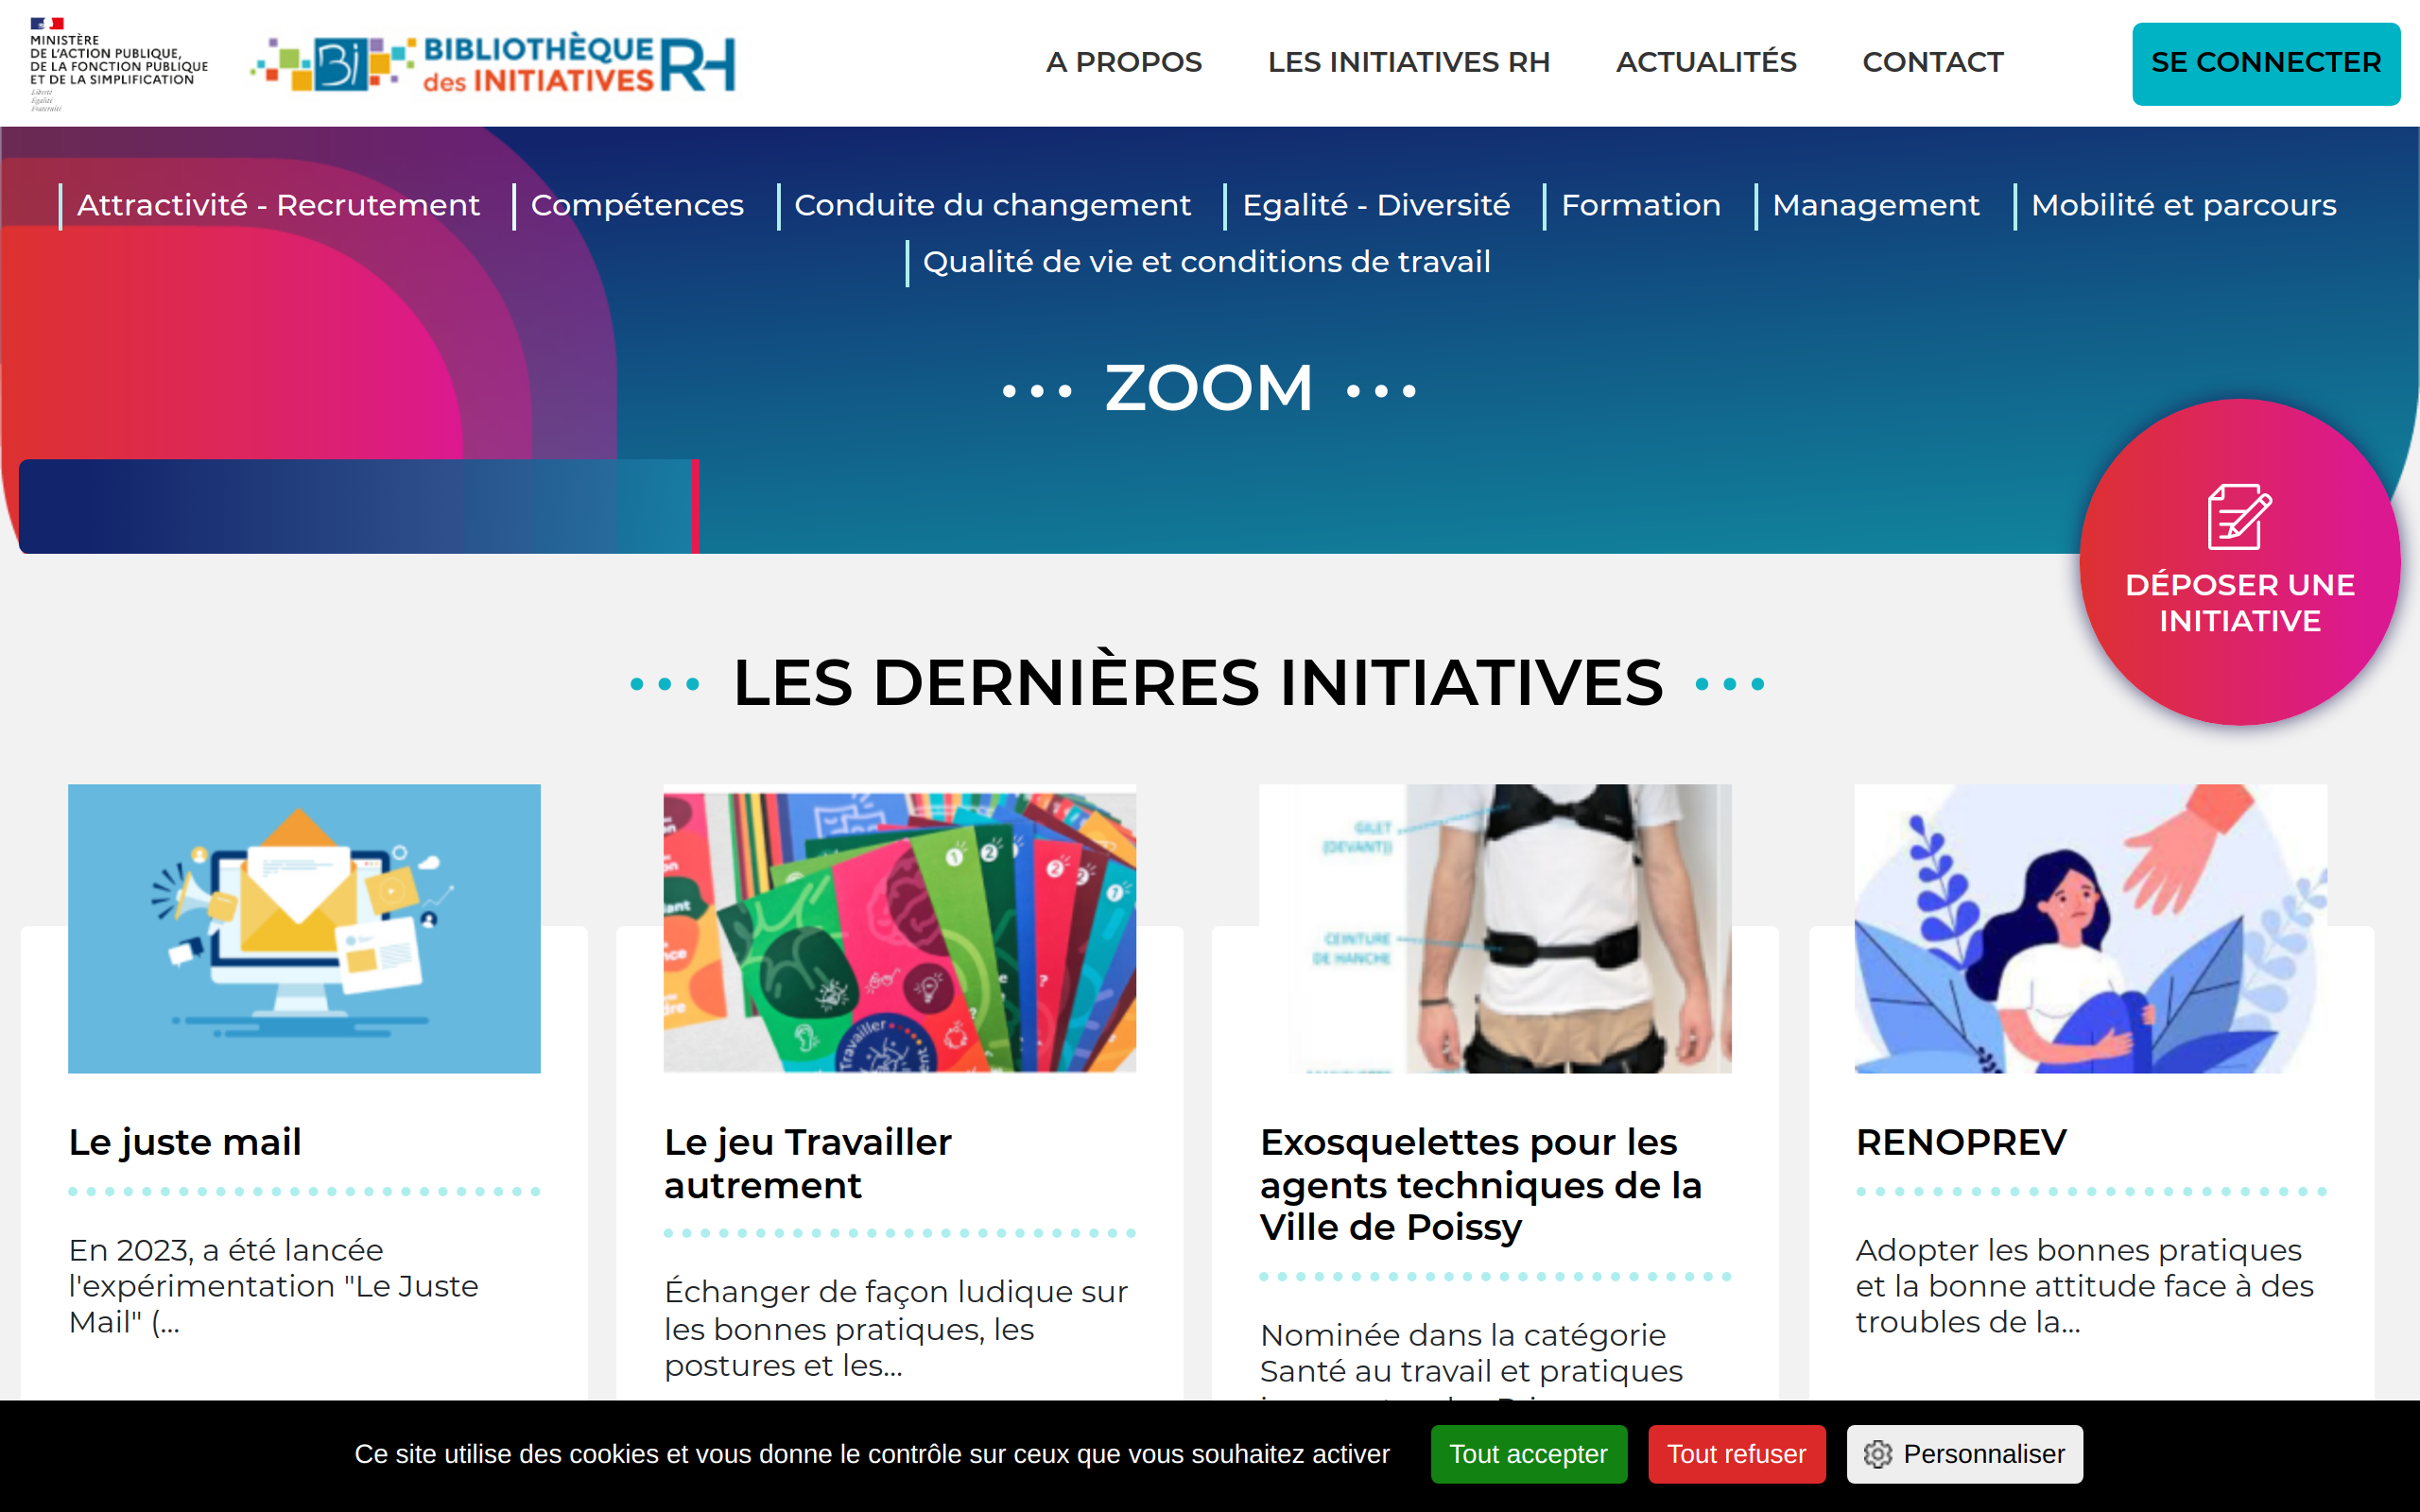 MINISTÈRE
DE L'ACTION PUBLIQUE,
DE LA FONCTION PUBLIQUE
ET DE LA SIMPLIFICATION
Liberté
Égalité
Fraternité
Bi BIBLIOTHÈQUE
des INITIATIVES RH
A PROPOS LES INITIATIVES RH ACTUALITÉS CONTACT SE CONNECTER
Attractivité - Recrutement Compétences Conduite du changement Egalité - Diversité Formation Management Mobilité et parcours
Qualité de vie et conditions de travail
ZOOM
DÉPOSER UNE
INITIATIVE
LES DERNIÈRES INITIATIVES
Travailler
GILET
(DEVANT)
CEINTURE
DE HANCHE
Le juste mail
En 2023, a été lancée
l'expérimentation "Le Juste
Mail" (...
Le jeu Travailler
autrement
Échanger de façon ludique sur
les bonnes pratiques, les
postures et les...
Exosquelettes pour les
agents techniques de la
Ville de Poissy
Nominée dans la catégorie
Santé au travail et pratiques
RENOPREV
Adopter les bonnes pratiques
et la bonne attitude face à des
troubles de la...
Ce site utilise des cookies et vous donne le contrôle sur ceux que vous souhaitez activer Tout accepter Tout refuser Personnaliser